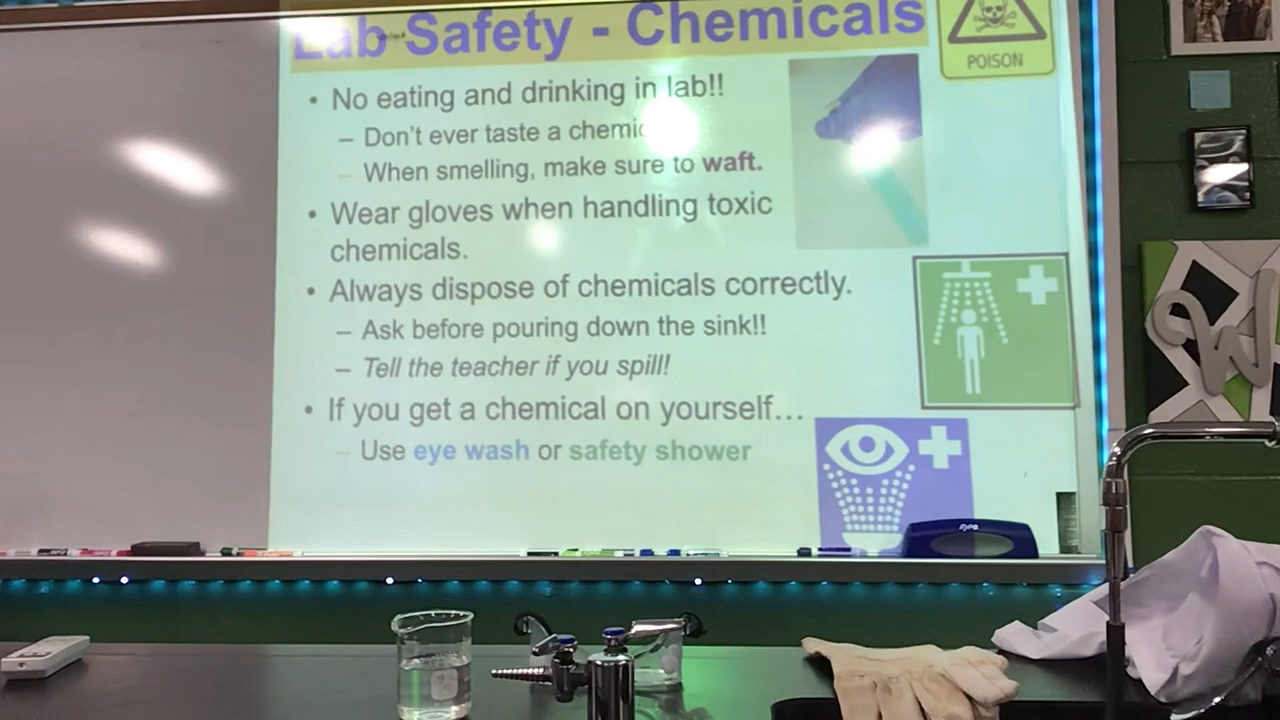 Lab Safety - Chemicals
POISON
• No eating and drinking in lab!!
– Don't ever taste a
– When smelling, make sure to waft.
• Wear gloves when handling toxic
chemicals.
• Always dispose of chemicals correctly.
– Ask before pouring down the sink!!
– Tell the teacher if you spill!
• If you get a chemical on yourself...
– Use eye wash or safety shower
EXPO
W